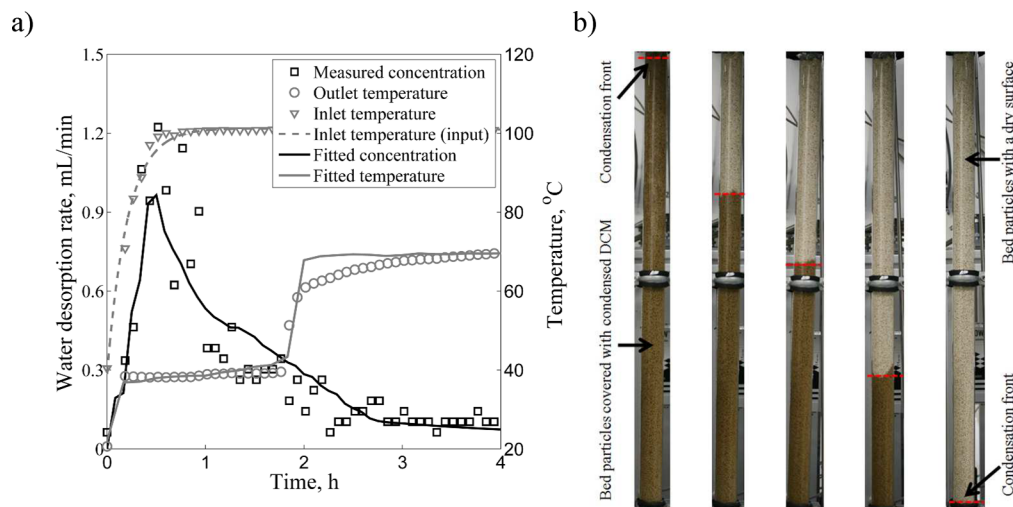 a)
1.5
1.2
0.9
0.6
0.3
0
Water desorption rate, mL/min
120
100
80
60
40
20
Temperature, °C
0
1
2
3
4
Time, h
Measured concentration
Outlet temperature
Inlet temperature
Inlet temperature (input)
Fitted concentration
Fitted temperature
b)
Condensation front
Bed particles covered with condensed DCM
Bed particles with a dry surface
Condensation front